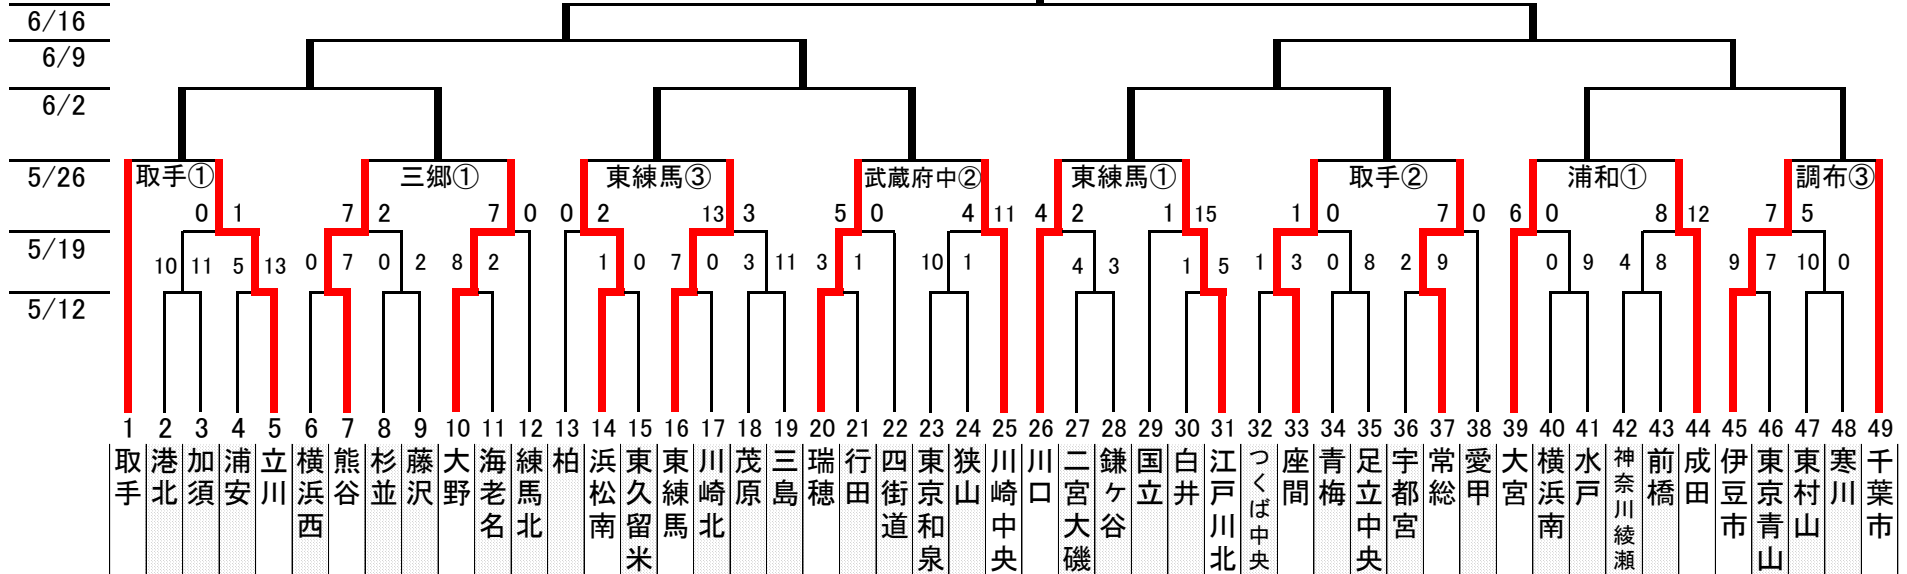 6/16
6/9
6/2
5/26
取手① 三郷① 東練馬③ 武蔵府中② 東練馬① 取手② 浦和① 調布③
0 1 7 2 7 0 0 2 13 3 5 0 4 11 4 2 1 15 1 0 7 0 6 0 8 12 7 5
5/19
10 11 5 13 0 7 0 2 8 2 1 0 7 0 3 11 3 1 10 1 4 3 1 5 1 3 0 8 2 9 0 9 4 8 9 7 10 0
5/12
1 2 3 4 5 6 7 8 9 10 11 12 13 14 15 16 17 18 19 20 21 22 23 24 25 26 27 28 29 30 31 32 33 34 35 36 37 38 39 40 41 42 43 44 45 46 47 48 49
取手
港北
加須
浦安
立川
横浜西
熊谷
杉並
藤沢
大野
海老名
練馬北
柏
浜松南
東久留米
東練馬
川崎北
茂原
三島
瑞穂
行田
四街道
東京和泉
狭山
川崎中央
川口
二宮大磯
鎌ヶ谷
国立
白井
江戸川北
つくば中央
座間
青梅
足立中央
宇都宮
常総
愛甲
大宮
横浜南
水戸
神奈川綾瀬
前橋
成田
伊豆市
東京青山
東村山
寒川
千葉市